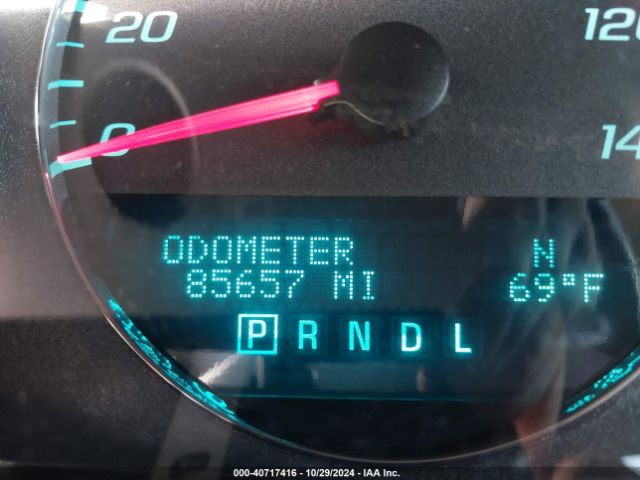 20
120
0
14
ODOMETER N
85657 MI 69°F
P R N D L
000-40717416 - 10/29/2024 - IAA Inc.